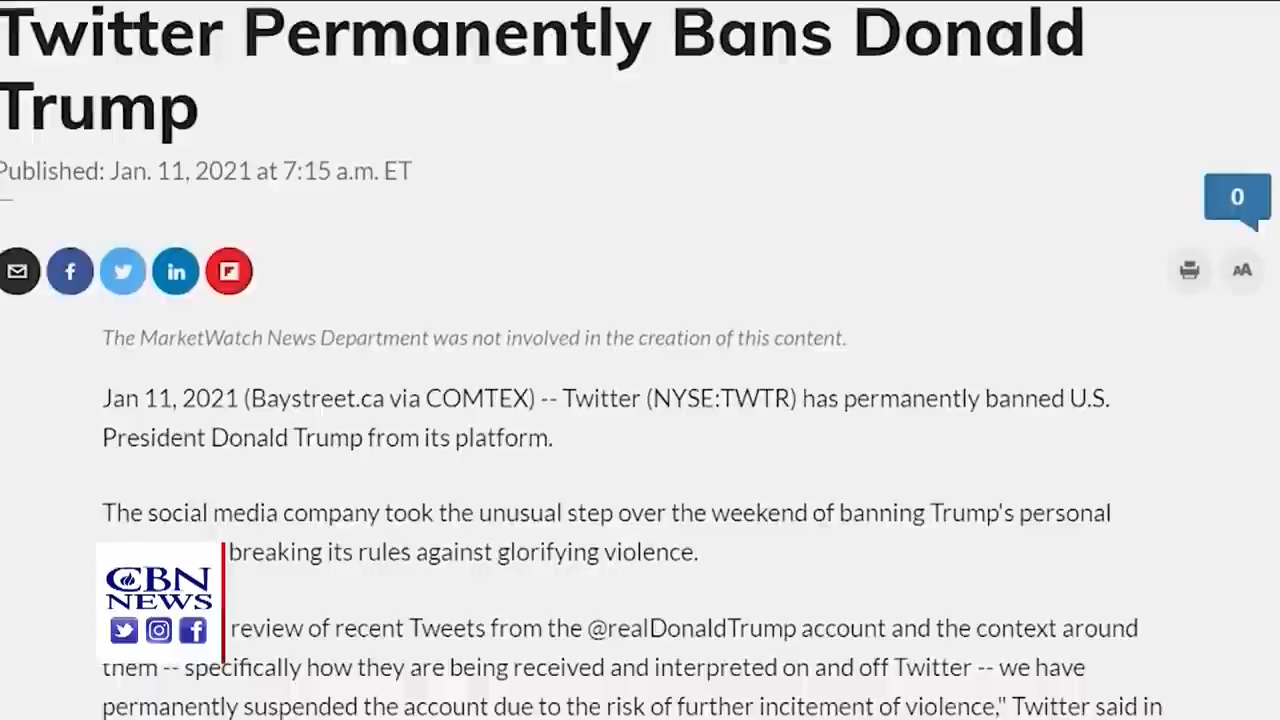 Twitter Permanently Bans Donald
Trump
Published: Jan. 11, 2021 at 7:15 a.m. ET
0
f
in
AA
The MarketWatch News Department was not involved in the creation of this content.
Jan 11, 2021 (Baystreet.ca via COMTEX) -- Twitter (NYSE:TWTR) has permanently banned U.S.
President Donald Trump from its platform.
The social media company took the unusual step over the weekend of banning Trump's personal
breaking its rules against glorifying violence.
CBN
NEWS
f
review of recent Tweets from the @realDonaldTrump account and the context around
them -- specifically how they are being received and interpreted on and off Twitter -- we have
permanently suspended the account due to the risk of further incitement of violence," Twitter said in